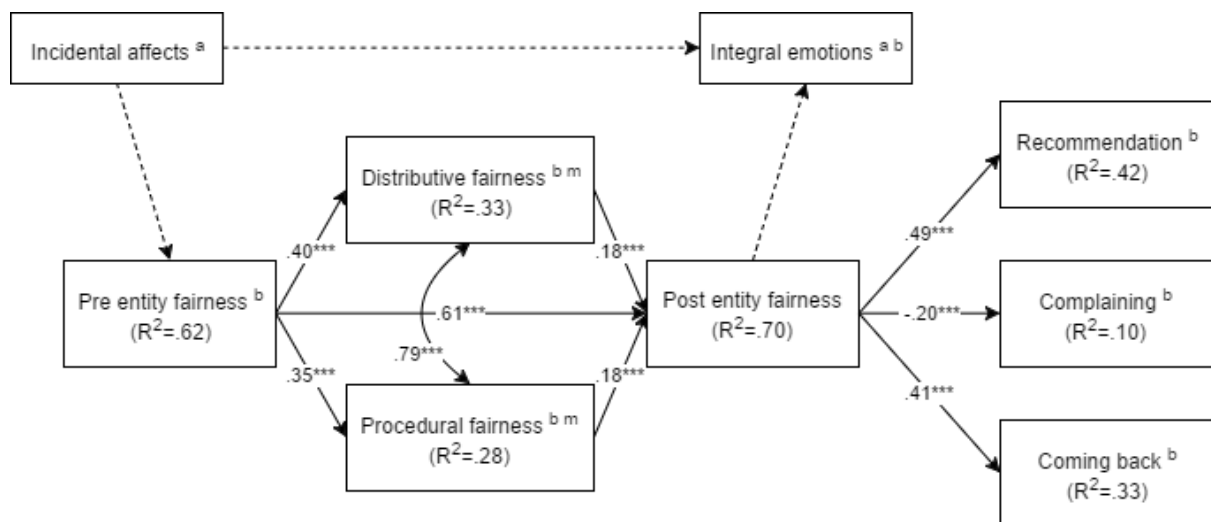 Incidental affects a
Integral emotions a b
Recommendation b
(R2=.42)
Distributive fairness b m
(R2=.33)
.49***
.40***
.18***
Pre entity fairness b
(R2=.62)
.61***
Post entity fairness
(R2=.70)
-.20***
Complaining b
(R2=.10)
.79***
.35***
.18***
.41***
Procedural fairness b m
(R2=.28)
Coming back b
(R2=.33)